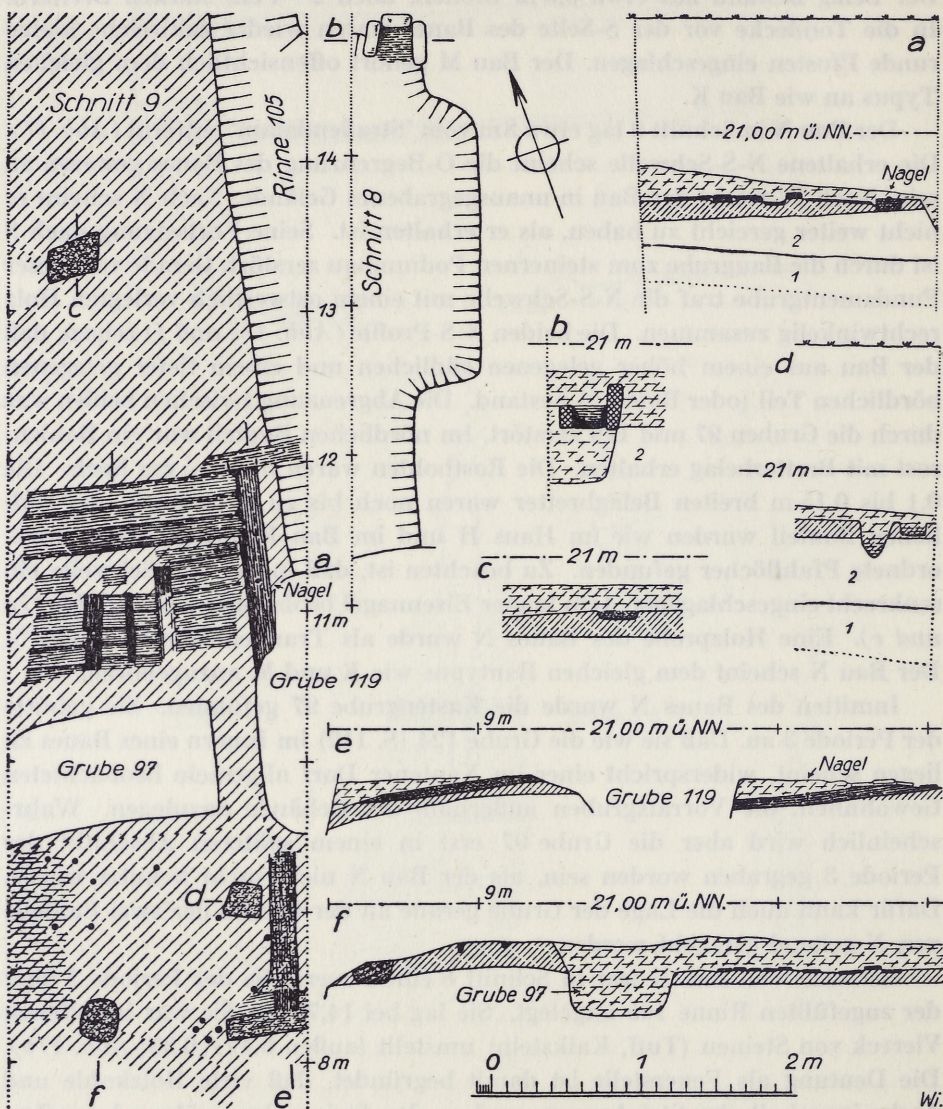 Schnitt 9
Rinne 105
b
Schnitt 8
14
c
13
12
a
Nagel
11 m
Grube 119
Grube 97
d
f
e
8 m
a
21,00 m ü. NN.
Nagel
2
1
b
21 m
2
c
21 m
d
21 m
2
1
e
9 m
21,00 m ü. NN.
Grube 119
Nagel
f
9 m
21,00 m ü. NN.
Grube 97
0
2 m
Wi.